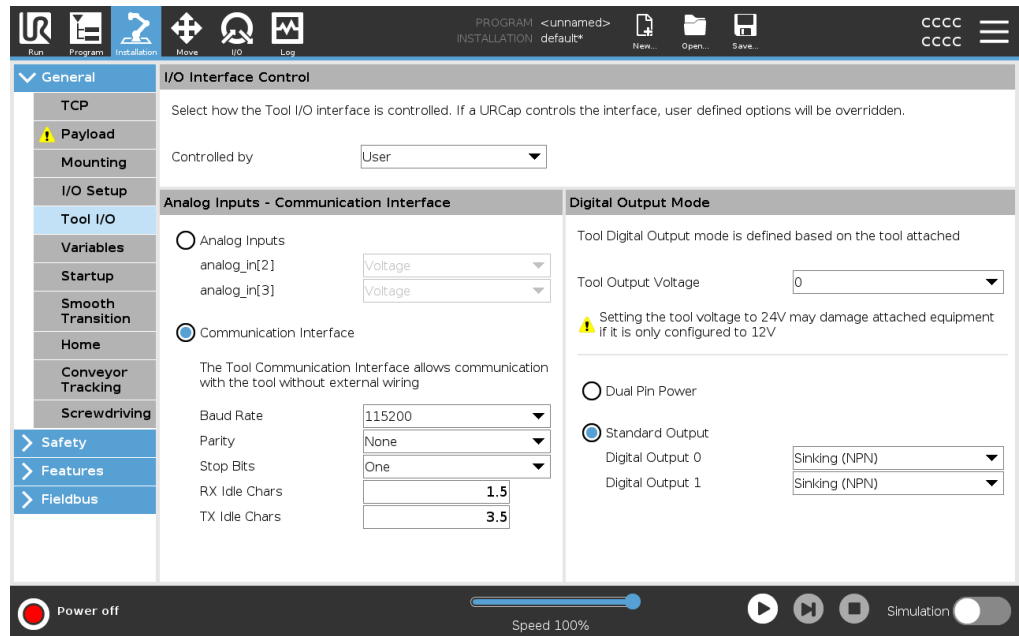 UR
Run
Program
Installation
Move
I/O
Log
PROGRAM <unnamed>
INSTALLATION default*
New...
Open...
Save...
CCCC
CCCC
General
TCP
Payload
Mounting
I/O Setup
Tool I/O
Variables
Startup
Smooth
Transition
Home
Conveyor
Tracking
Screwdriving
Safety
Features
Fieldbus
I/O Interface Control
Select how the Tool I/O interface is controlled. If a URCap controls the interface, user defined options will be overridden.
Controlled by User
Analog Inputs - Communication Interface
Analog Inputs
analog_in[2] Voltage
analog_in[3] Voltage
Communication Interface
The Tool Communication Interface allows communication
with the tool without external wiring
Baud Rate 115200
Parity None
Stop Bits One
RX Idle Chars 1.5
TX Idle Chars 3.5
Digital Output Mode
Tool Digital Output mode is defined based on the tool attached
Tool Output Voltage 0
Setting the tool voltage to 24V may damage attached equipment
if it is only configured to 12V
Dual Pin Power
Standard Output
Digital Output 0 Sinking (NPN)
Digital Output 1 Sinking (NPN)
Power off
Speed 100%
Simulation